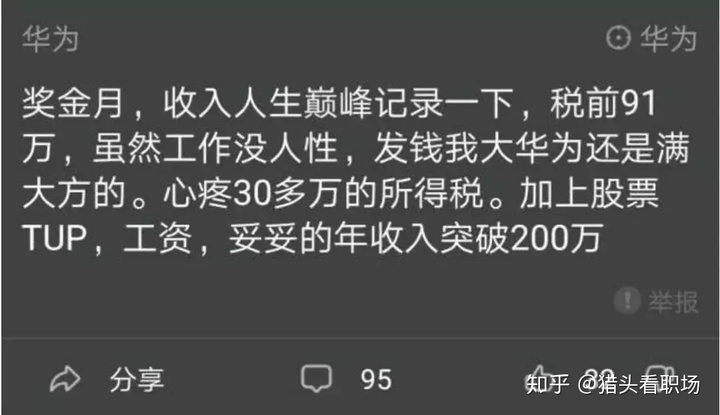 华为
华为
奖金月，收入人生巅峰记录一下，税前91
万，虽然工作没人性，发钱我大华为还是满
大方的。心疼30多万的所得税。加上股票
TUP，工资，妥妥的年收入突破200万
举报
分享
95
知乎 @猎头看职场